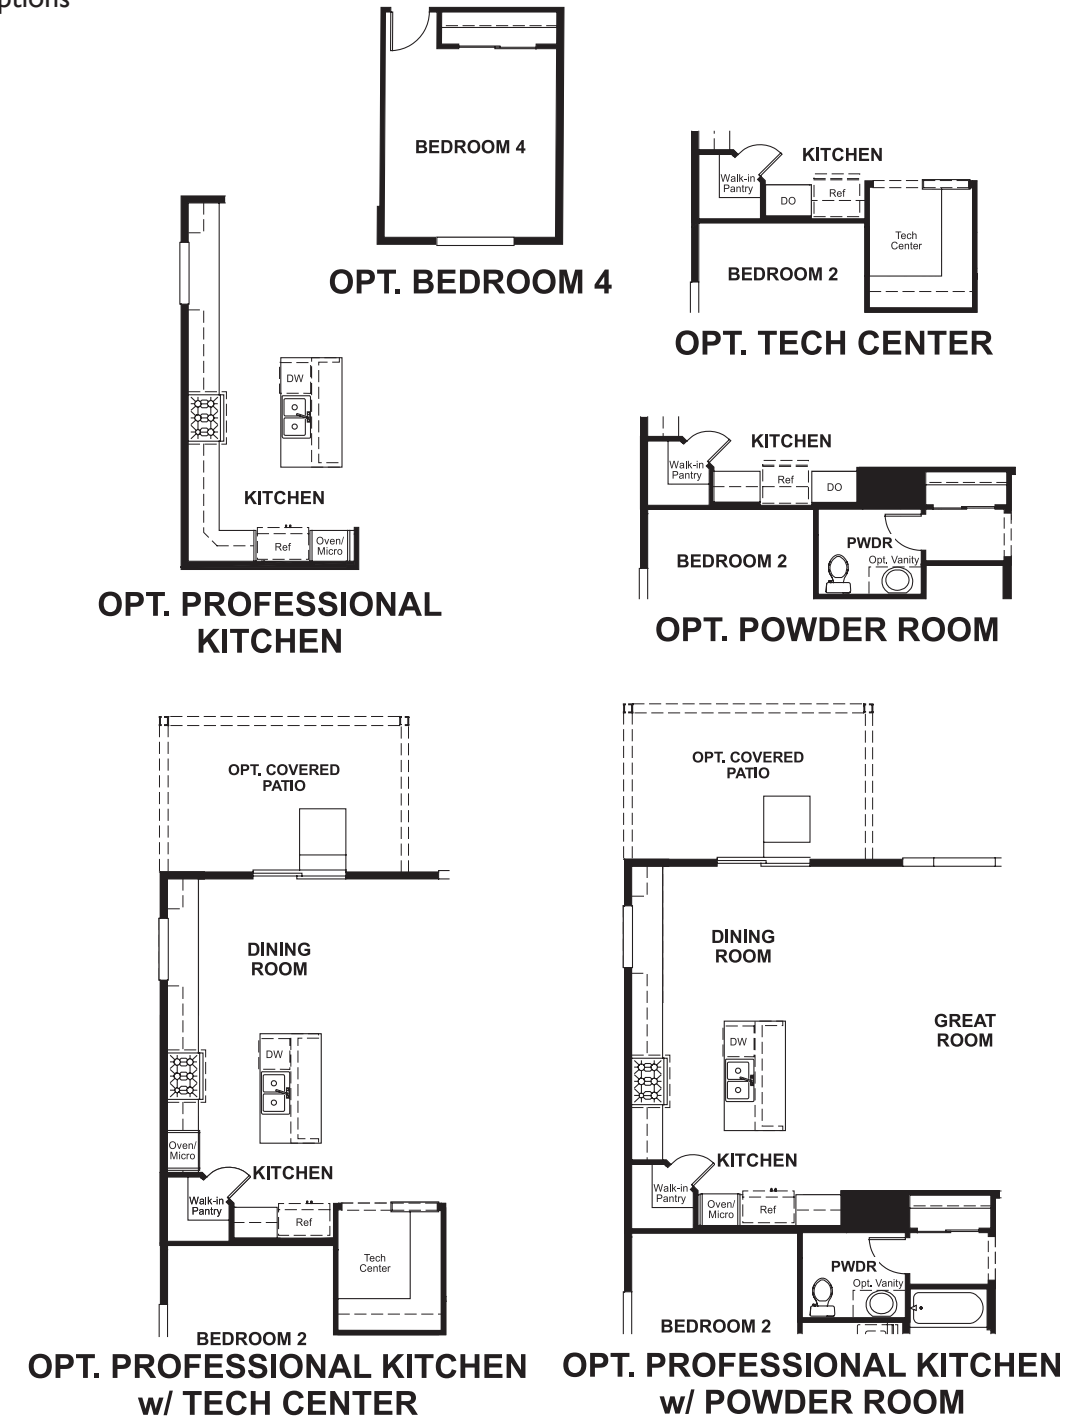 BEDROOM 4
OPT. BEDROOM 4
KITCHEN
Walk-in
Pantry
DO
Ref
Tech
Center
BEDROOM 2
OPT. TECH CENTER
DW
KITCHEN
Ref
Oven/
Micro
OPT. PROFESSIONAL
KITCHEN
KITCHEN
Walk-in
Pantry
Ref
DO
PWDR
Opt. Vanity
BEDROOM 2
OPT. POWDER ROOM
OPT. COVERED
PATIO
DINING
ROOM
DW
Oven/
Micro
KITCHEN
Walk-in
Pantry
Ref
Tech
Center
BEDROOM 2
OPT. PROFESSIONAL KITCHEN
w/ TECH CENTER
OPT. COVERED
PATIO
DINING
ROOM
GREAT
ROOM
DW
KITCHEN
Walk-in
Pantry
Oven/
Micro
Ref
PWDR
Opt. Vanity
BEDROOM 2
OPT. PROFESSIONAL KITCHEN
w/ POWDER ROOM